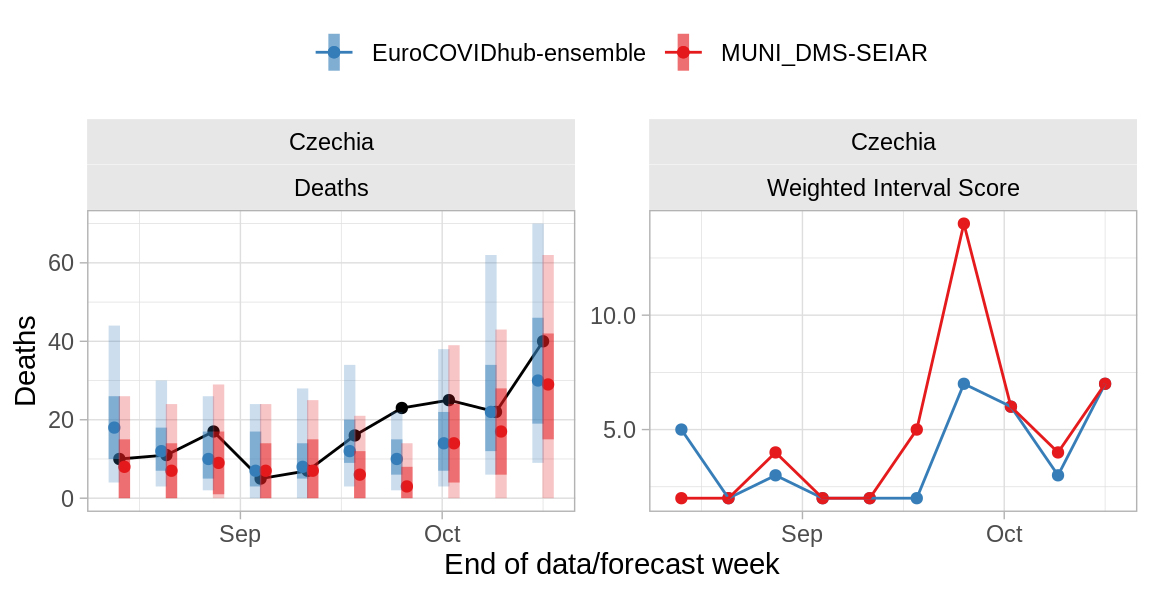 EuroCOVIDhub-ensemble MUNI_DMS-SEIAR
Czechia
Deaths
Czechia
Weighted Interval Score
Deaths
60
40
20
0
10.0
5.0
Sep Oct
Sep Oct
End of data/forecast week